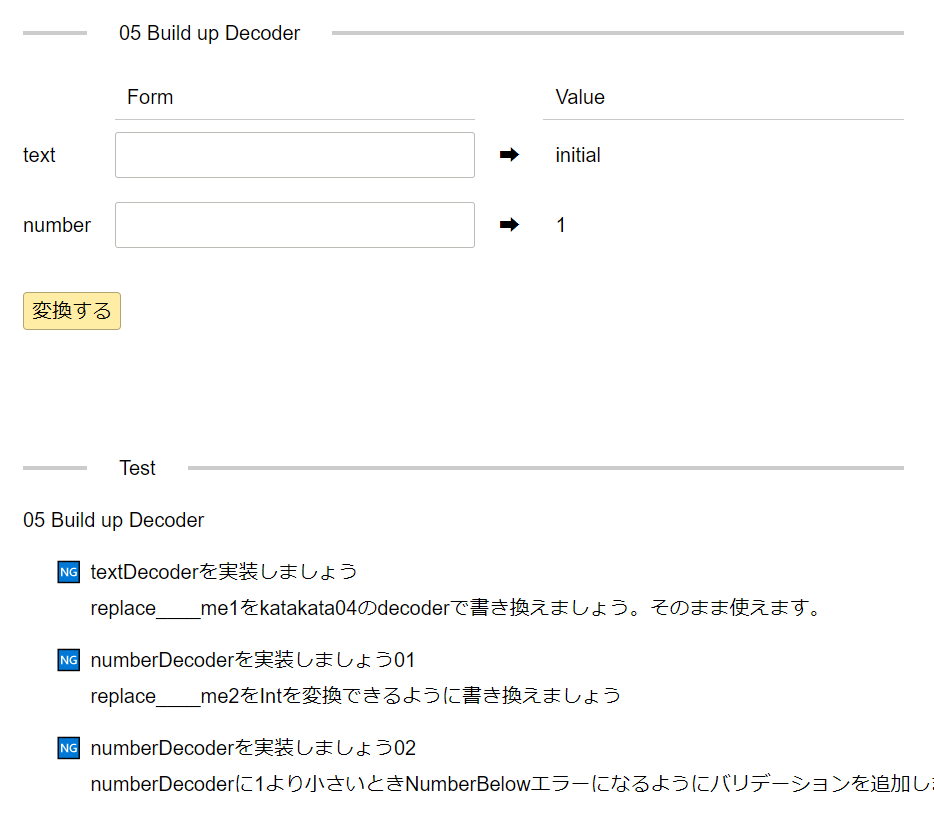 05 Build up Decoder
Form Value
text ➡ initial
number ➡ 1
変換する
Test
05 Build up Decoder
NG textDecoderを実装しましょう
replace____me1をkatakata04のdecoderで書き換えましょう。そのまま使えます。
NG numberDecoderを実装しましょう01
replace____me2をIntを変換できるように書き換えましょう
NG numberDecoderを実装しましょう02
numberDecoderに1より小さいときNumberBelowエラーになるようにバリデーションを追加し